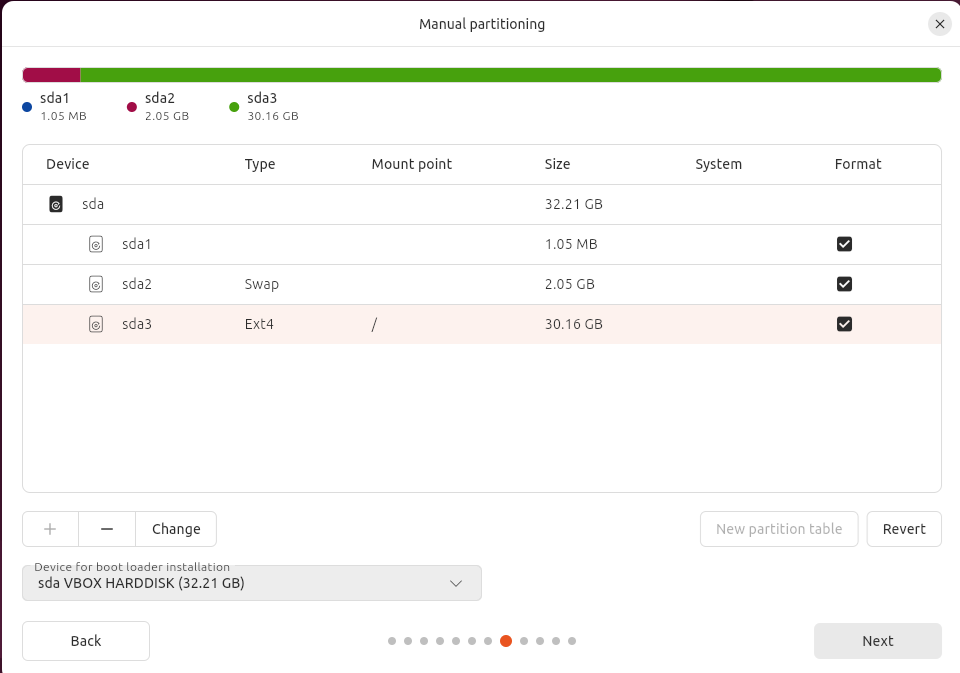 Manual partitioning
sda1 sda2 sda3
1.05 MB 2.05 GB 30.16 GB
Device Type Mount point Size System Format
sda 32.21 GB
sda1 1.05 MB
sda2 Swap 2.05 GB
sda3 Ext4 / 30.16 GB
+ − Change New partition table Revert
Device for boot loader installation
sda VBOX HARDDISK (32.21 GB)
Back Next